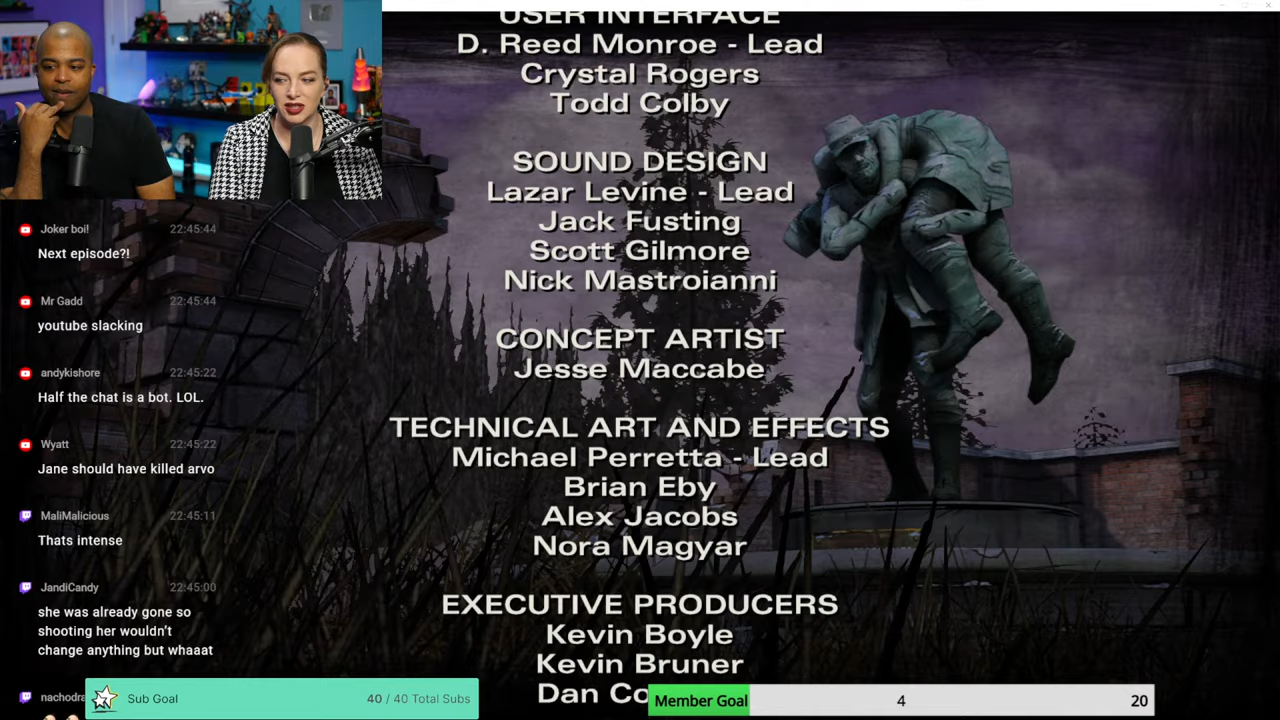 USER INTERFACE
D. Reed Monroe - Lead
Crystal Rogers
Todd Colby
SOUND DESIGN
Lazar Levine - Lead
Jack Fusting
Scott Gilmore
Nick Mastroianni
CONCEPT ARTIST
Jesse Maccabe
TECHNICAL ART AND EFFECTS
Michael Perretta - Lead
Brian Eby
Alex Jacobs
Nora Magyar
EXECUTIVE PRODUCERS
Kevin Boyle
Kevin Bruner
Dan Co
Joker boi! 22:45:44
Next episode?!
Mr Gadd 22:45:44
youtube slacking
andykishore 22:45:22
Half the chat is a bot. LOL.
Wyatt 22:45:22
Jane should have killed arvo
MaliMalicious 22:45:11
Thats intense
JandiCandy 22:45:00
she was already gone so
shooting her wouldn't
change anything but whaaat
nachodra
Sub Goal 40 / 40 Total Subs
Member Goal 4 20